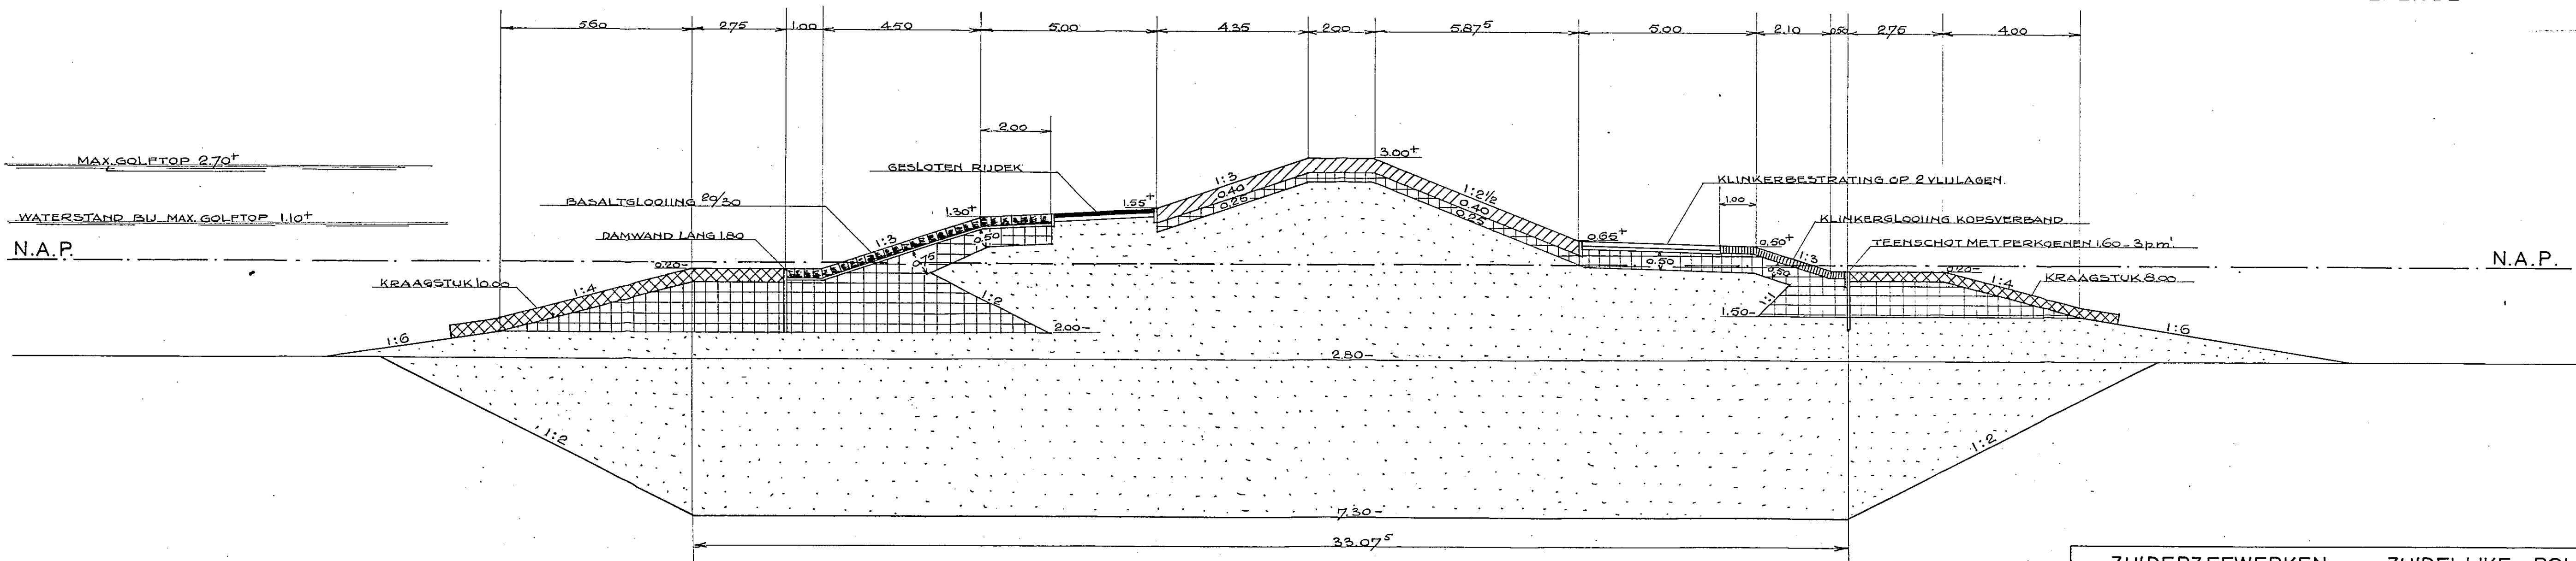 5.60 2.75 1.00 4.50 5.00 4.35 2.00 5.87⁵ 5.00 2.10 0.50 2.75 4.00
2.00
MAX. GOLFTOP 2.70⁺
GESLOTEN RIJDEK
3.00⁺
1:3
0.40
0.25
1:2½
0.40
0.25
KLINKERBESTRATING OP 2 VLIJLAGEN.
1.00
BASALTGLOOIING 20/30
1.30⁺
1.55⁺
WATERSTAND BIJ MAX. GOLFTOP 1.10⁺
KLINKERGLOOIING KOPSVERBAND
DAMWAND LANG 1.80
1:3
0.50
0.75
0.65⁺
0.50⁺
TEENSCHOT MET PERKOENEN 1.60 - 3 p.m'.
N.A.P.
N.A.P.
0.20-
0.50
0.50
1:3
0.20-
KRAAGSTUK 10.00
1:4
1:2
1:1
1:4
KRAAGSTUK 8.00
2.00-
1.50-
1:6
1:6
2.80-
1:2
1:2
7.30-
33.07⁵
ZUIDERZEEWERKEN ZUIDELIJKE